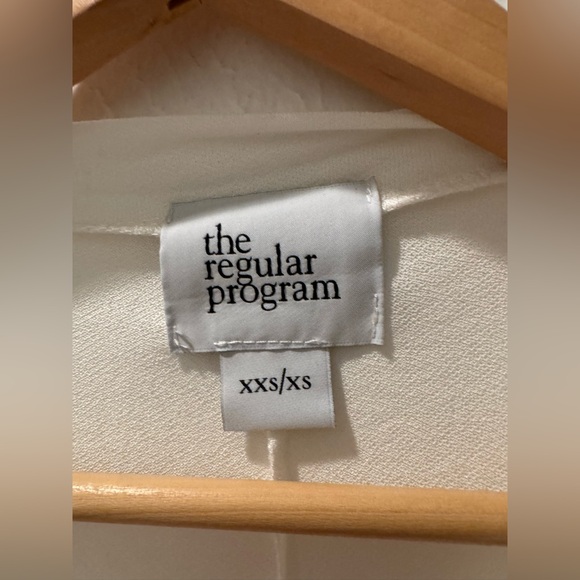 the
regular
program
xxs/xs